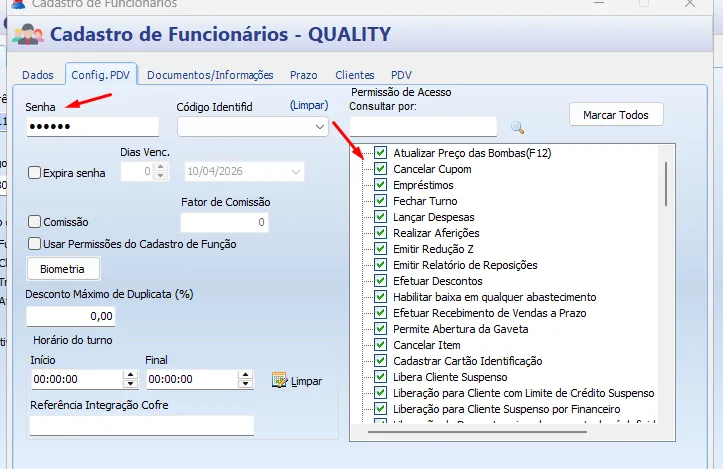 Cadastro de Funcionários
Cadastro de Funcionários - QUALITY
Dados Config. PDV Documentos/Informações Prazo Clientes PDV
Senha
Código Identifid
(Limpar)
••••••
Expira senha
Dias Venc.
0
10/04/2026
Fator de Comissão
Comissão
0
Usar Permissões do Cadastro de Função
Biometria
Desconto Máximo de Duplicata (%)
0,00
Horário do turno
Início Final
00:00:00 00:00:00 Limpar
Referência Integração Cofre
Permissão de Acesso
Consultar por:
Marcar Todos
Atualizar Preço das Bombas(F12)
Cancelar Cupom
Empréstimos
Fechar Turno
Lançar Despesas
Realizar Aferições
Emitir Redução Z
Emitir Relatório de Reposições
Efetuar Descontos
Habilitar baixa em qualquer abastecimento
Efetuar Recebimento de Vendas a Prazo
Permite Abertura da Gaveta
Cancelar Item
Cadastrar Cartão Identificação
Libera Cliente Suspenso
Liberação para Cliente com Limite de Crédito Suspenso
Liberação para Cliente Suspenso por Financeiro